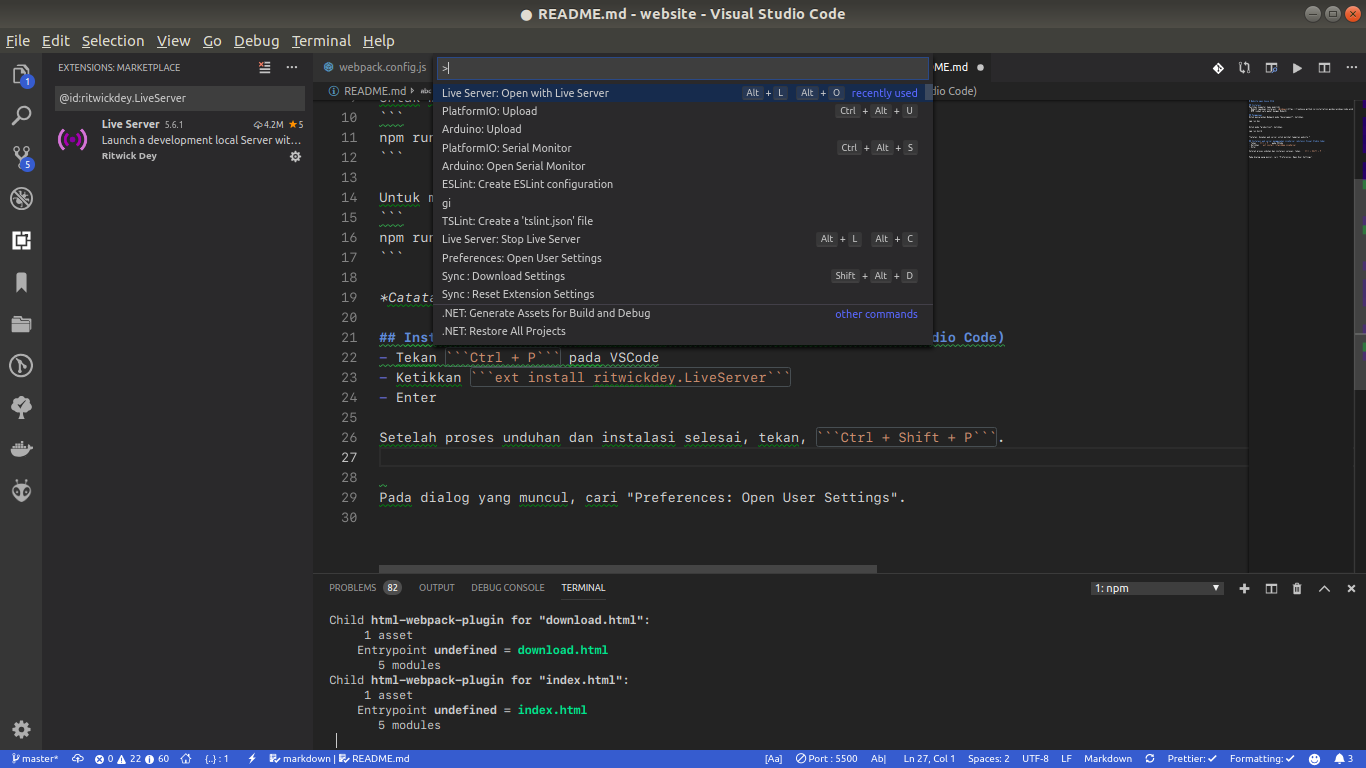 README.md - website - Visual Studio Code
File Edit Selection View Go Debug Terminal Help
EXTENSIONS: MARKETPLACE
@id:ritwickdey.LiveServer
Live Server 5.6.1 4.2M ★5
Launch a development local Server wit...
Ritwick Dey
1
5
webpack.config.js
ME.md
README.md
dio Code)
>
Live Server: Open with Live Server Alt + L Alt + O recently used
PlatformIO: Upload Ctrl + Alt + U
Arduino: Upload
PlatformIO: Serial Monitor Ctrl + Alt + S
Arduino: Open Serial Monitor
ESLint: Create ESLint configuration
gi
TSLint: Create a 'tslint.json' file
Live Server: Stop Live Server Alt + L Alt + C
Preferences: Open User Settings
Sync : Download Settings Shift + Alt + D
Sync : Reset Extension Settings
.NET: Generate Assets for Build and Debug other commands
.NET: Restore All Projects
10 ```
11 npm run
12 ```
13
14 Untuk m
15 ```
16 npm run
17 ```
18
19 *Catata
20
21 ## Inst dio Code)
22 - Tekan ```Ctrl + P``` pada VSCode
23 - Ketikkan ```ext install ritwickdey.LiveServer```
24 - Enter
25
26 Setelah proses unduhan dan instalasi selesai, tekan, ```Ctrl + Shift + P```.
27
28
29 Pada dialog yang muncul, cari "Preferences: Open User Settings".
30
PROBLEMS 82 OUTPUT DEBUG CONSOLE TERMINAL 1: npm
Child html-webpack-plugin for "download.html":
1 asset
Entrypoint undefined = download.html
5 modules
Child html-webpack-plugin for "index.html":
1 asset
Entrypoint undefined = index.html
5 modules
master* 0 22 60 {..} : 1 markdown | README.md [Aa] Port : 5500 Ab| Ln 27, Col 1 Spaces: 2 UTF-8 LF Markdown Prettier: ✓ Formatting: ✓ 3